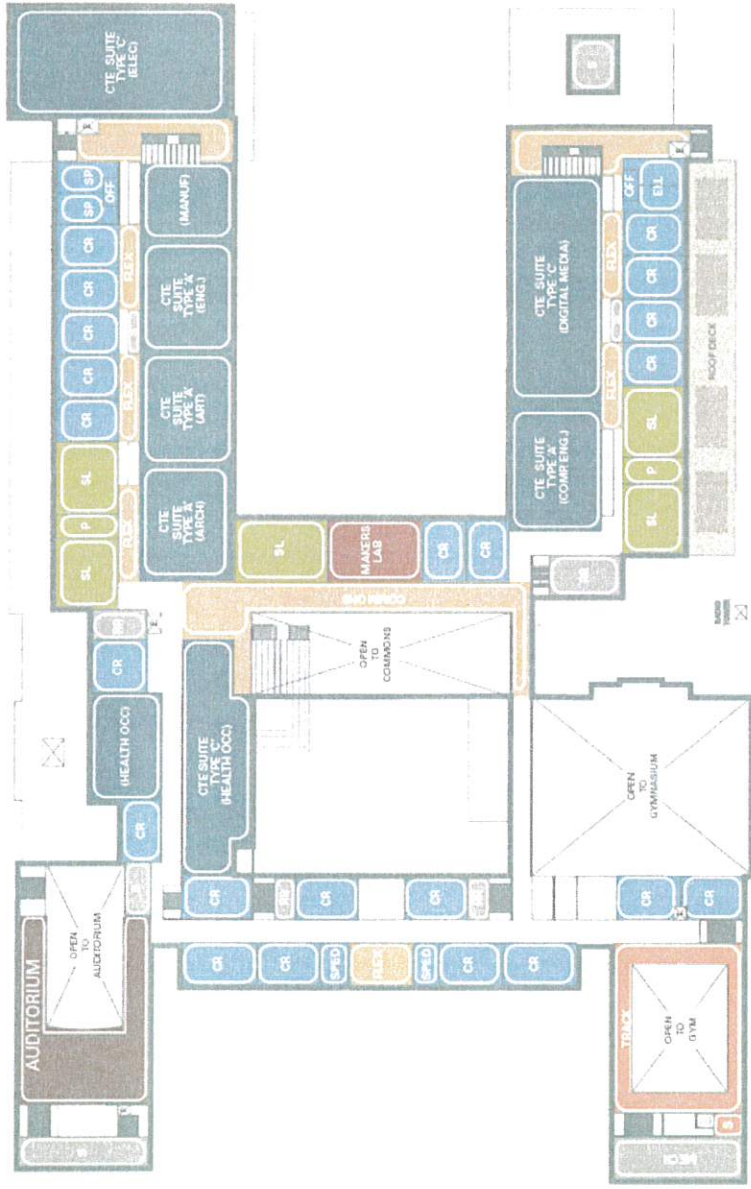 CTE SUITE
TYPE 'C'
(ELEC)
SP
SP
OFF
CR
CR
CR
CR
CR
SL
P
SL
FLEX
FLEX
FLEX
(MANUF)
CTE
SUITE
TYPE 'A'
(ENG.)
CTE
SUITE
TYPE 'A'
(ART)
CTE
SUITE
TYPE 'A'
(ARCH)
SL
MAKERS
LAB
CR
CR
S
OFF
ELL
CR
CR
CR
CR
SL
P
SL
FLEX
FLEX
CTE SUITE
TYPE 'C'
(DIGITAL MEDIA)
CTE SUITE
TYPE 'A'
(COMP. ENG.)
ROOF DECK
COMMONS
OPEN
TO
COMMONS
CR
(HEALTH OCC)
CR
CTE SUITE
TYPE 'C'
(HEALTH OCC)
OPEN
TO
GYMNASIUM
CR
CR
CR
CR
CR
AUDITORIUM
OPEN
TO
AUDITORIUM
CR
CR
SPED
FLEX
SPED
CR
CR
TRACK
OPEN
TO
GYM
S